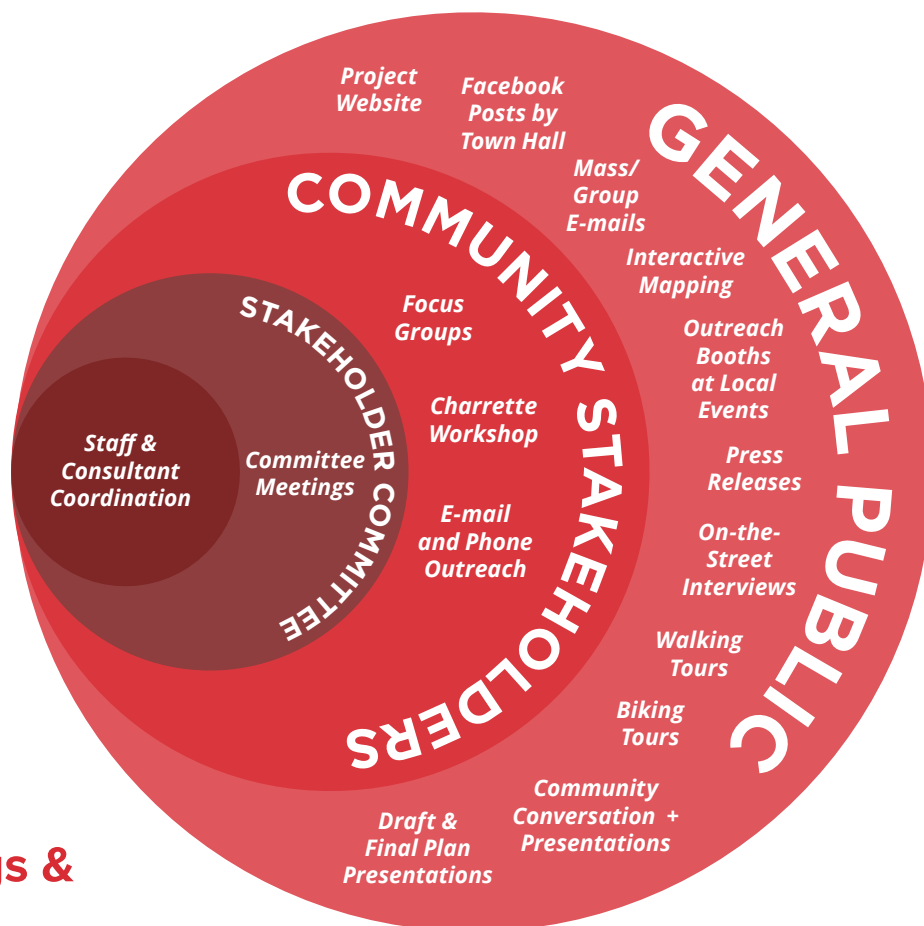 Project
Website
Facebook
Posts by
Town Hall
Mass/
Group
E-mails
Interactive
Mapping
Outreach
Booths
at Local
Events
Press
Releases
On-the-
Street
Interviews
Walking
Tours
Biking
Tours
Community
Conversation +
Presentations
Draft &
Final Plan
Presentations
GENERAL PUBLIC
COMMUNITY STAKEHOLDERS
Focus
Groups
Charrette
Workshop
E-mail
and Phone
Outreach
STAKEHOLDER COMMITTEE
Committee
Meetings
Staff &
Consultant
Coordination
&